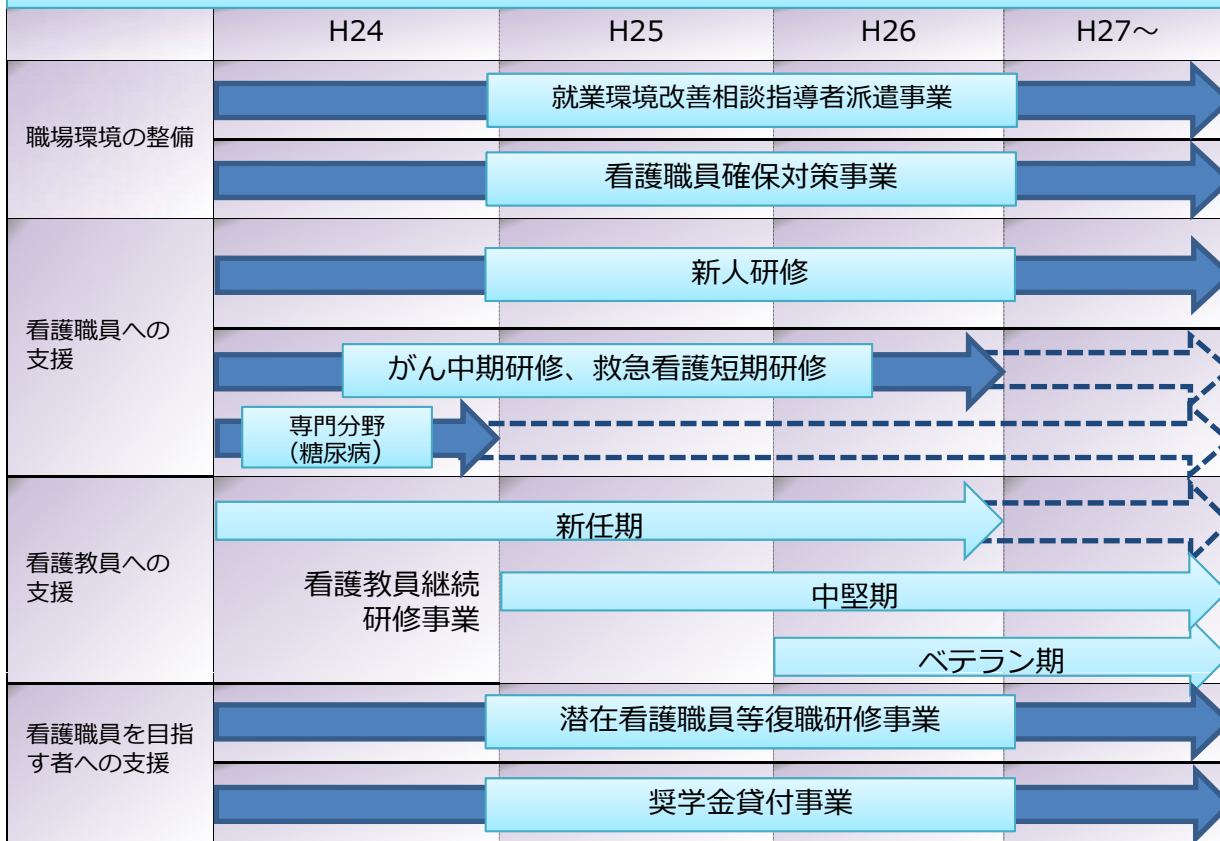 H24
H25
H26
H27～
職場環境の整備
就業環境改善相談指導者派遣事業
看護職員確保対策事業
看護職員への
支援
新人研修
がん中期研修、救急看護短期研修
専門分野
（糖尿病）
看護教員への
支援
新任期
看護教員継続
研修事業
中堅期
ベテラン期
看護職員を目指
す者への支援
潜在看護職員等復職研修事業
奨学金貸付事業